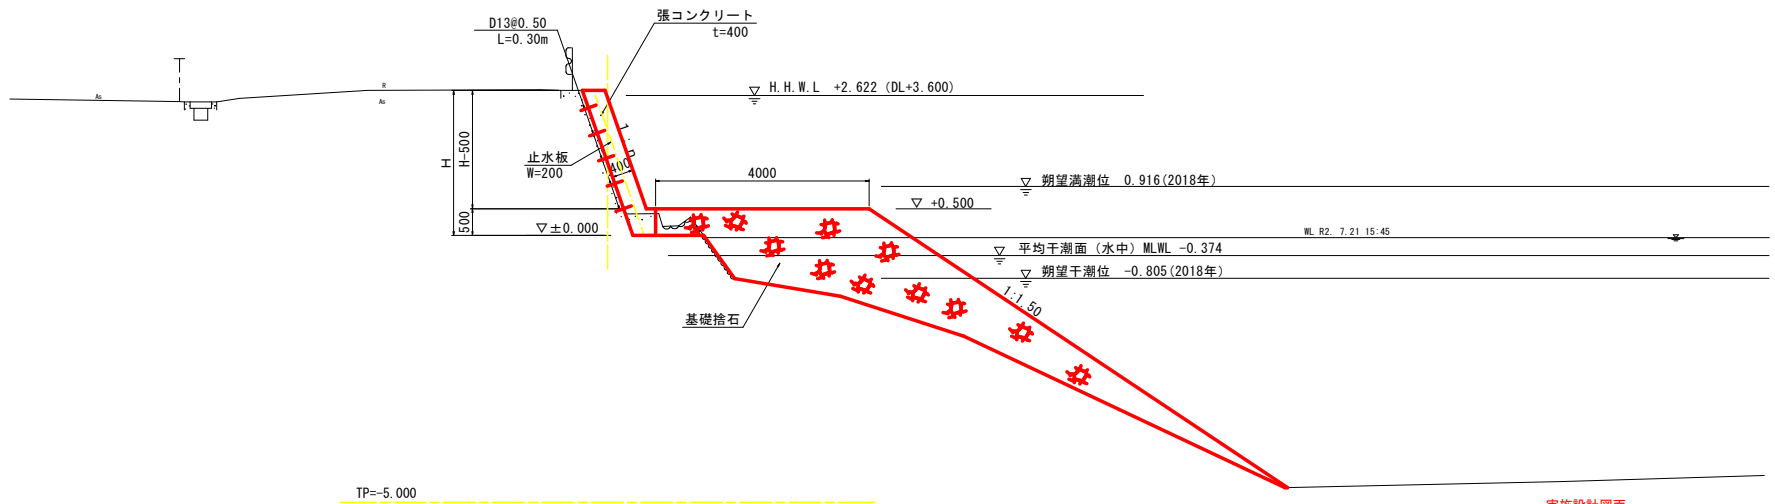 張コンクリート
t=400
D13@0.50
L=0.30m
H.H.W.L +2.622 (DL+3.600)
As
R
As
1:n
H
H-500
500
止水板
W=200
400
4000
朔望満潮位 0.916(2018年)
▽ +0.500
▽±0.000
WL R2. 7.21 15:45
平均干潮面 (水中) MLWL -0.374
朔望干潮位 -0.805(2018年)
1:1.50
基礎捨石
TP=-5.000